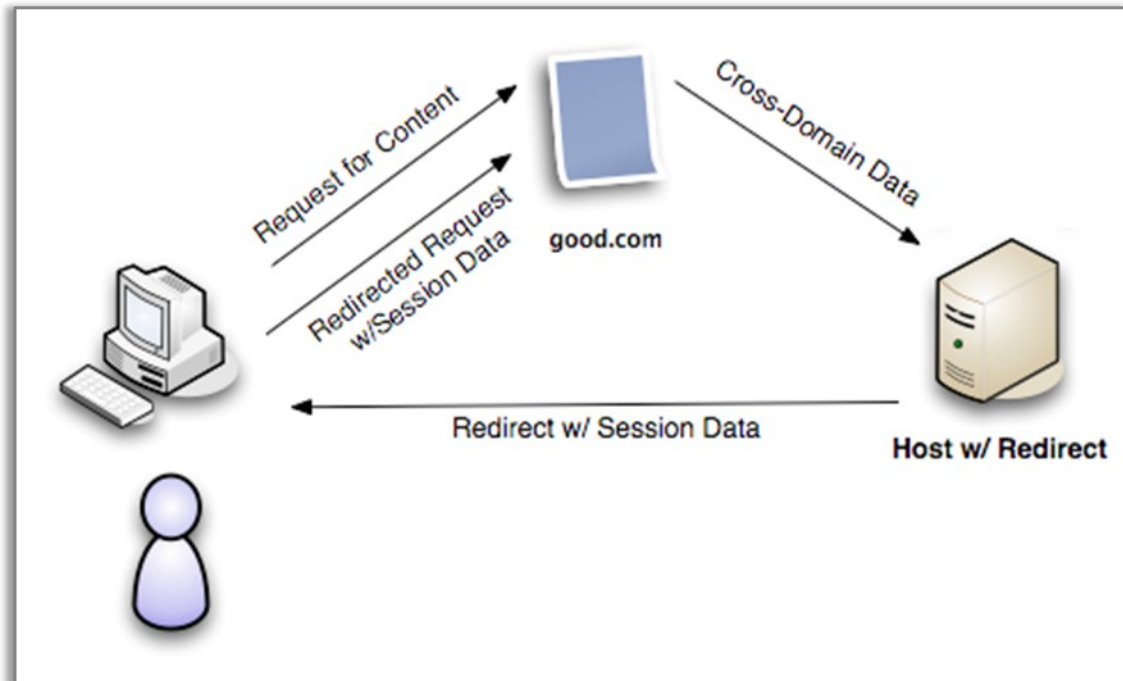 Request for Content
Redirected Request
w/Session Data
good.com
Cross-Domain Data
Redirect w/ Session Data
Host w/ Redirect